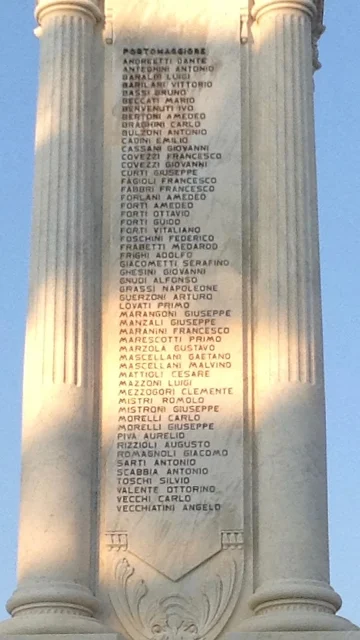 PORTOMAGGIORE
ANDREETTI DANTE
ANTEGNINI ANTONIO
BANALDI LUIGI
BARILARI VITTORIO
BASSI BRUNO
BECCATI MARIO
BENVENUTI IVO
BERTONI AMEDEO
BRAGHINI CARLO
BULZONI ANTONIO
CADINI EMILIO
CASSANI GIOVANNI
COVEZZI FRANCESCO
COVEZZI GIOVANNI
CURTI GIUSEPPE
FAGIOLI FRANCESCO
FABBRI FRANCESCO
FORLANI AMEDEO
FORTI AMEDEO
FORTI OTTAVIO
FORTI GUIDO
FORTI VITALIANO
FOSCHINI FEDERICO
FRABETTI MEDAROD
FRIGHI ADOLFO
GIACOMETTI SERAFINO
GHESINI GIOVANNI
GNUDI ALFONSO
GRASSI NAPOLEONE
GUERZONI ARTURO
LOVATI PRIMO
MARANGONI GIUSEPPE
MANZALI GIUSEPPE
MARANINI FRANCESCO
MARESCOTTI PRIMO
MARZOLA GUSTAVO
MASCELLANI GAETANO
MASCELLANI MALVINO
MATTIOLI CESARE
MAZZONI LUIGI
MEZZOGORI CLEMENTE
MISTRI ROMOLO
MISTRONI GIUSEPPE
MORELLI CARLO
MORELLI GIUSEPPE
PIVA AURELIO
RIZZIOLI AUGUSTO
ROMAGNOLI GIACOMO
SARTI ANTONIO
SCABBIA ANTONIO
TOSCHI SILVIO
VALENTE OTTORINO
VECCHI CARLO
VECCHIATINI ANGELO